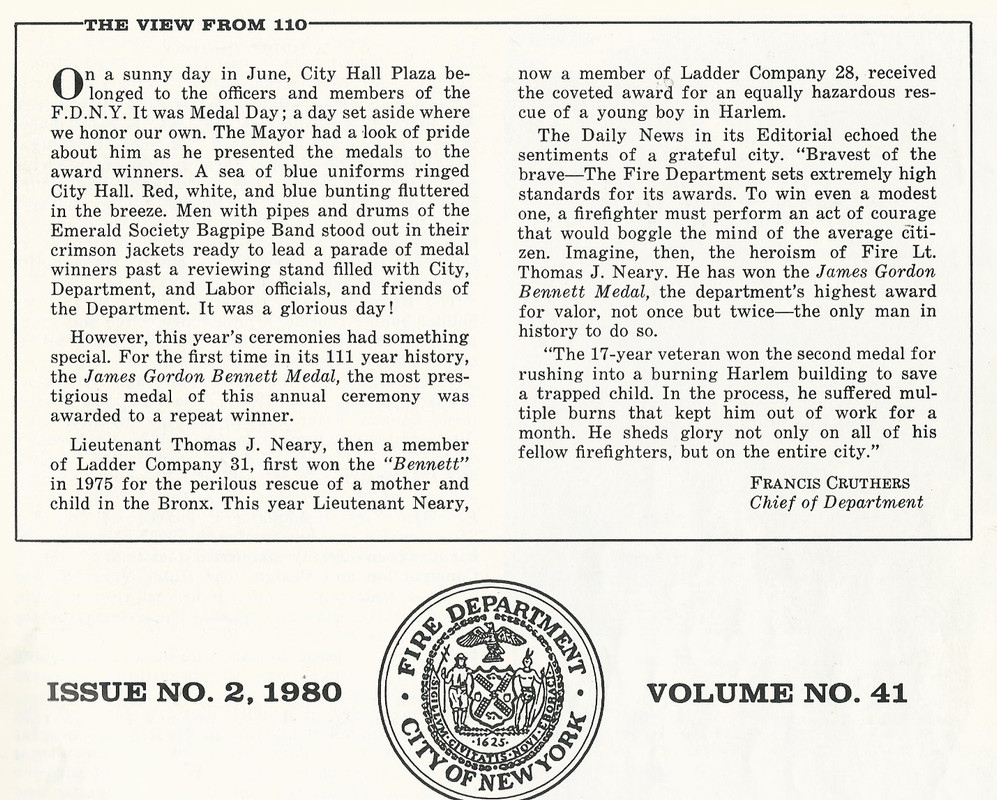 THE VIEW FROM 110
On a sunny day in June, City Hall Plaza be-
longed to the officers and members of the
F.D.N.Y. It was Medal Day; a day set aside where
we honor our own. The Mayor had a look of pride
about him as he presented the medals to the
award winners. A sea of blue uniforms ringed
City Hall. Red, white, and blue bunting fluttered
in the breeze. Men with pipes and drums of the
Emerald Society Bagpipe Band stood out in their
crimson jackets ready to lead a parade of medal
winners past a reviewing stand filled with City,
Department, and Labor officials, and friends of
the Department. It was a glorious day!
However, this year's ceremonies had something
special. For the first time in its 111 year history,
the James Gordon Bennett Medal, the most pres-
tigious medal of this annual ceremony was
awarded to a repeat winner.
Lieutenant Thomas J. Neary, then a member
of Ladder Company 31, first won the "Bennett"
in 1975 for the perilous rescue of a mother and
child in the Bronx. This year Lieutenant Neary,
now a member of Ladder Company 28, received
the coveted award for an equally hazardous res-
cue of a young boy in Harlem.
The Daily News in its Editorial echoed the
sentiments of a grateful city. "Bravest of the
brave—The Fire Department sets extremely high
standards for its awards. To win even a modest
one, a firefighter must perform an act of courage
that would boggle the mind of the average citi-
zen. Imagine, then, the heroism of Fire Lt.
Thomas J. Neary. He has won the James Gordon
Bennett Medal, the department's highest award
for valor, not once but twice—the only man in
history to do so.
"The 17-year veteran won the second medal for
rushing into a burning Harlem building to save
a trapped child. In the process, he suffered mul-
tiple burns that kept him out of work for a
month. He sheds glory not only on all of his
fellow firefighters, but on the entire city."
FRANCIS CRUTHERS
Chief of Department
ISSUE NO. 2, 1980
FIRE DEPARTMENT
SIGILLVM·CIVITATIS·NOVI·EBORACI
·1625·
CITY OF NEW YORK
VOLUME NO. 41